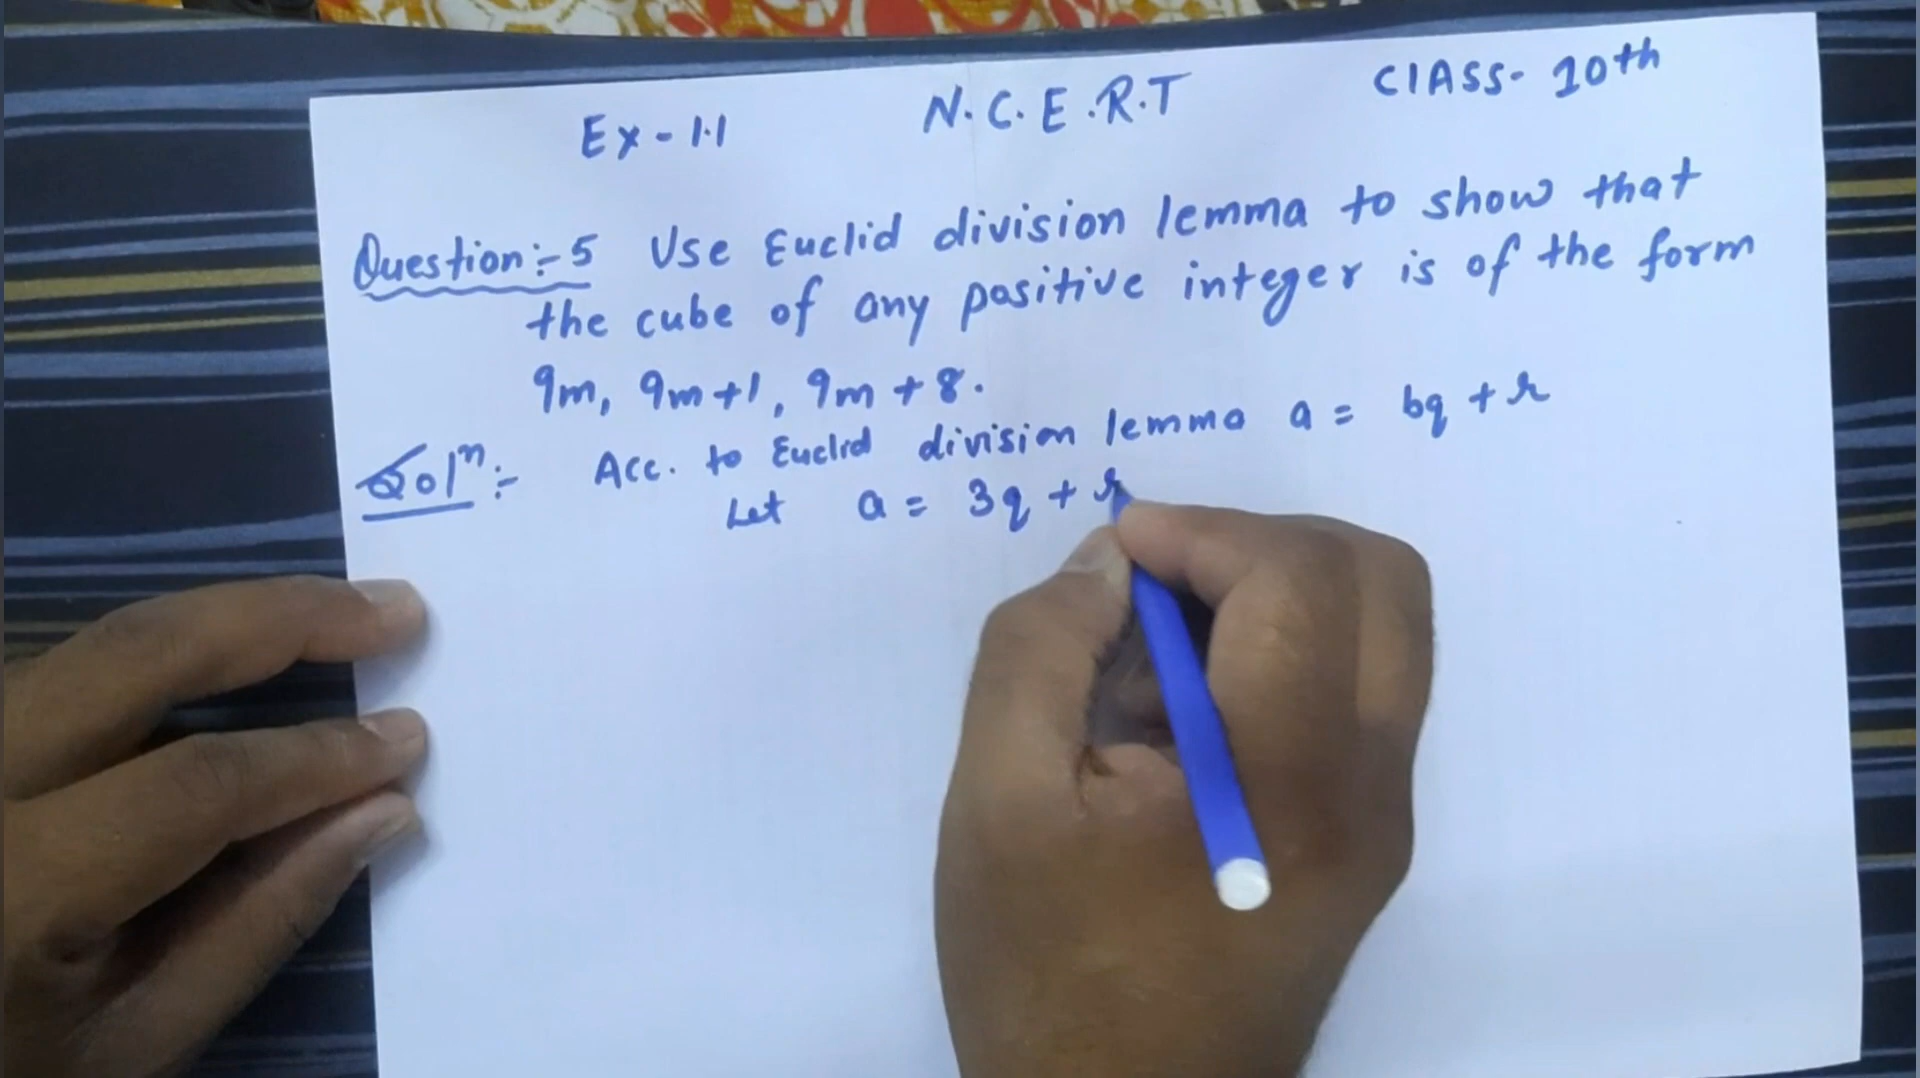 Ex - 1.1 N.C.E.R.T CLASS- 10th
Question:- 5 Use Euclid division lemma to show that
the cube of any positive integer is of the form
9m, 9m+1, 9m + 8.
Solⁿ:- Acc. to Euclid division lemma a = bq + r
Let a = 3q + r